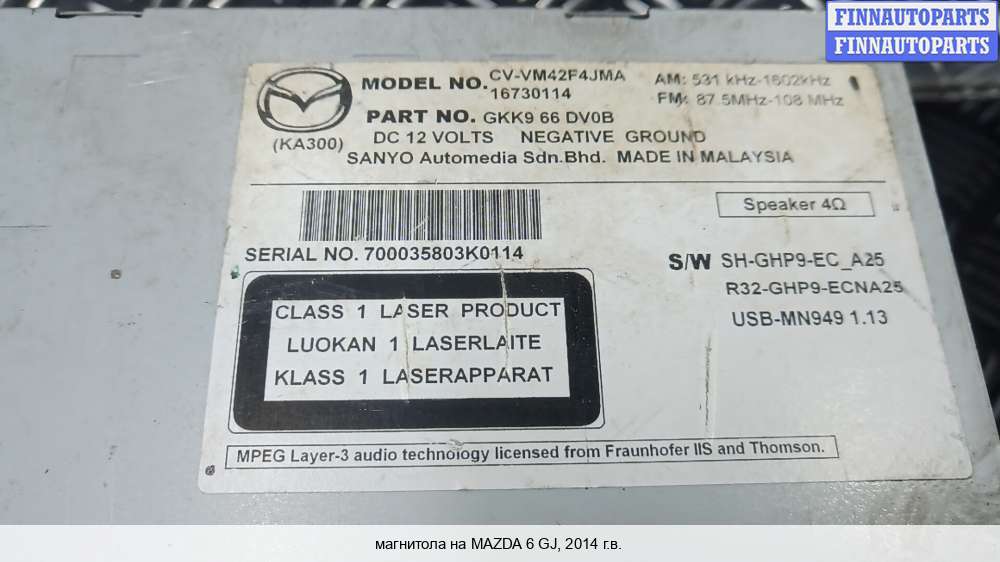 FINNAUTOPARTS
FINNAUTOPARTS
MODEL NO. CV-VM42F4JMA
16730114
AM: 531 kHz-1602kHz
FM: 87.5MHz-108 MHz
PART NO. GKK9 66 DV0B
(KA300)
DC 12 VOLTS NEGATIVE GROUND
SANYO Automedia Sdn.Bhd. MADE IN MALAYSIA
Speaker 4Ω
SERIAL NO. 700035803K0114
S/W SH-GHP9-EC_A25
R32-GHP9-ECNA25
USB-MN949 1.13
CLASS 1 LASER PRODUCT
LUOKAN 1 LASERLAITE
KLASS 1 LASERAPPARAT
MPEG Layer-3 audio technology licensed from Fraunhofer IIS and Thomson.
магнитола на MAZDA 6 GJ, 2014 г.в.